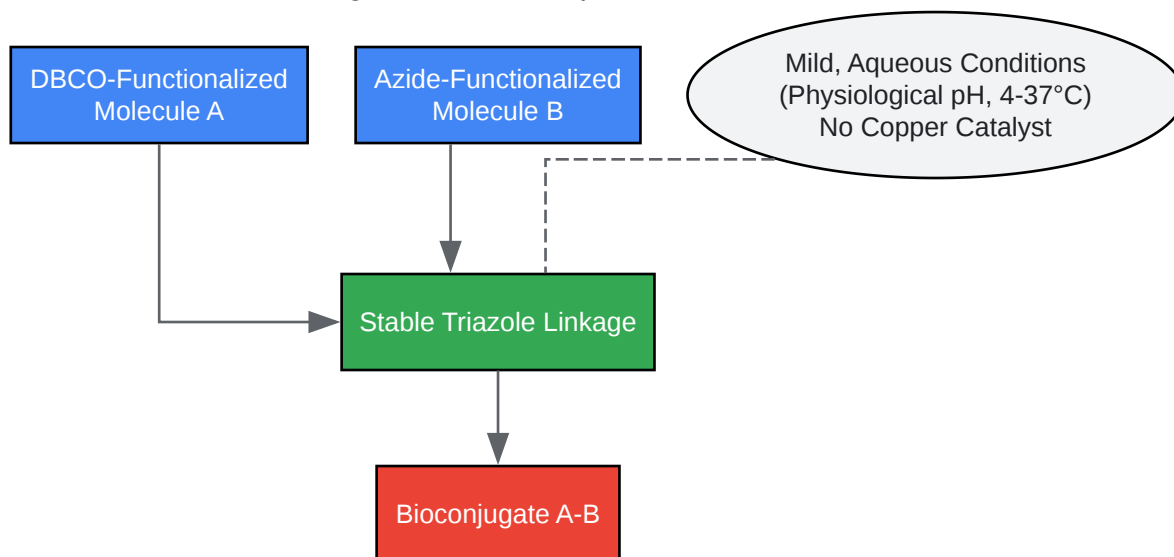 DBCO-Functionalized
Molecule A
Azide-Functionalized
Molecule B
Mild, Aqueous Conditions
(Physiological pH, 4-37°C)
No Copper Catalyst
Stable Triazole Linkage
Bioconjugate A-B